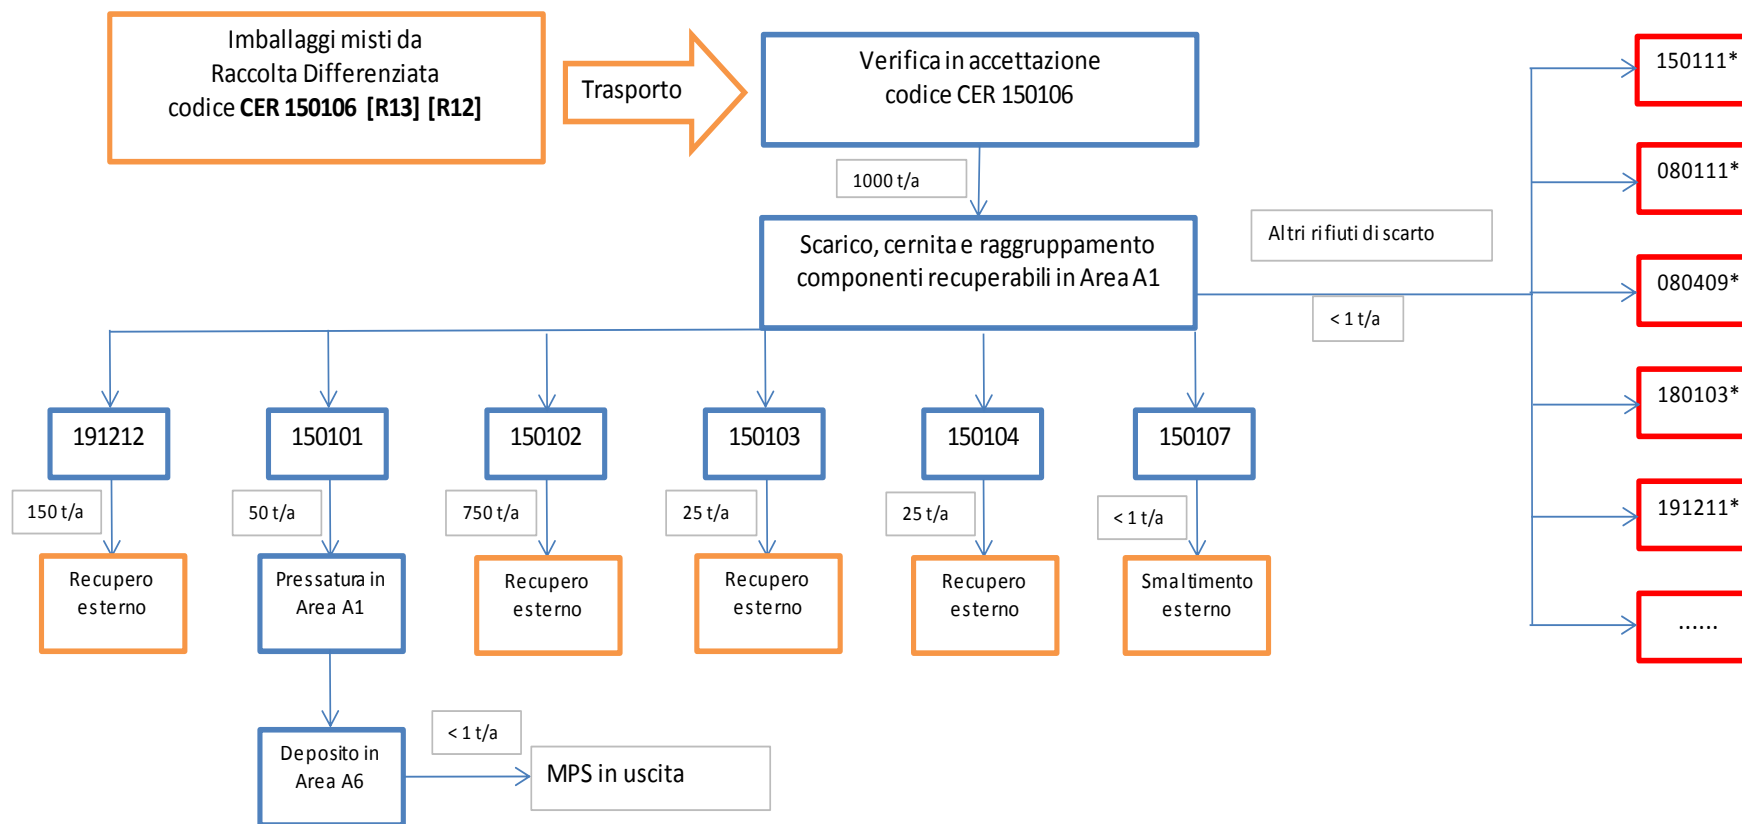 Imballaggi misti da
Raccolta Differenziata
codice CER 150106 [R13] [R12]
Trasporto
Verifica in accettazione
codice CER 150106
1000 t/a
Scarico, cernita e raggruppamento
componenti recuperabili in Area A1
Altri rifiuti di scarto
< 1 t/a
150111*
080111*
080409*
180103*
191211*
......
191212
150101
150102
150103
150104
150107
150 t/a
50 t/a
750 t/a
25 t/a
25 t/a
< 1 t/a
Recupero
esterno
Pressatura in
Area A1
Recupero
esterno
Recupero
esterno
Recupero
esterno
Smaltimento
esterno
Deposito in
Area A6
< 1 t/a
MPS in uscita